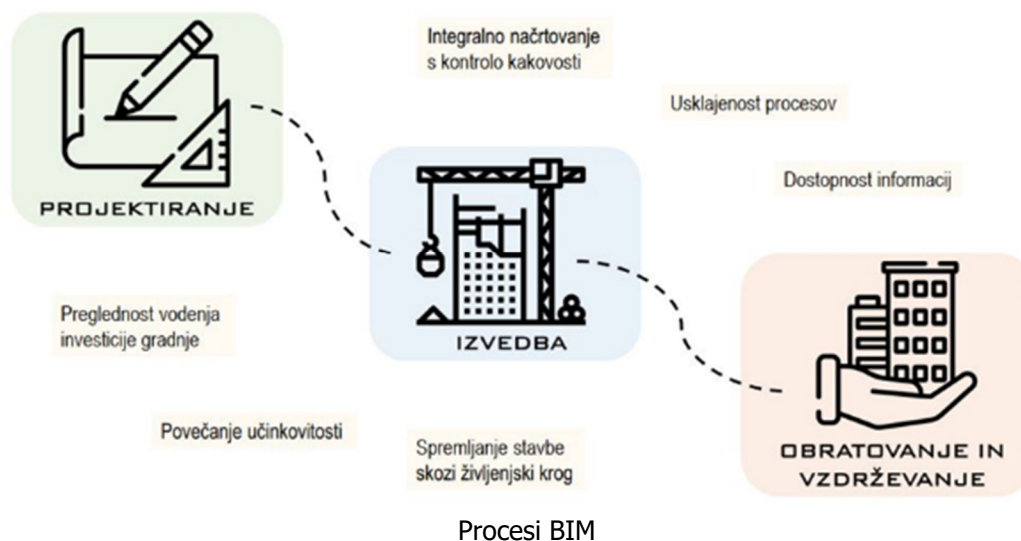 Integralno načrtovanje
s kontrolo kakovosti
Usklajenost procesov
Dostopnost informacij
PROJEKTIRANJE
IZVEDBA
Preglednost vodenja
investicije gradnje
Povečanje učinkovitosti
Spremljanje stavbe
skozi življenjski krog
OBRATOVANJE IN
VZDRŽEVANJE
Procesi BIM